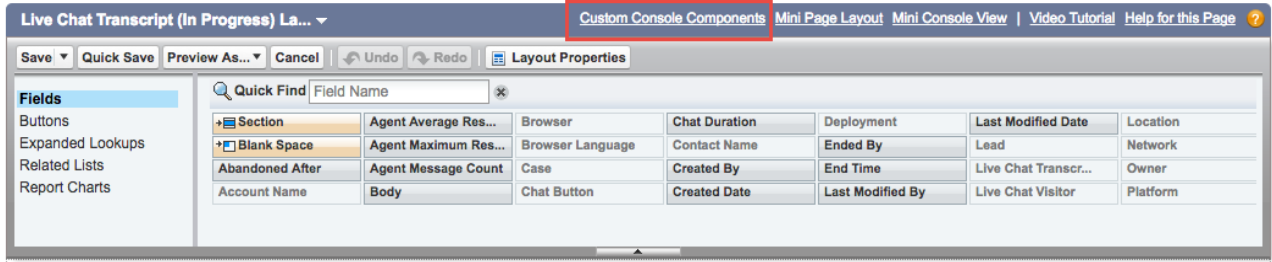 Live Chat Transcript (In Progress) La... Custom Console Components Mini Page Layout Mini Console View | Video Tutorial Help for this Page
Save Quick Save Preview As... Cancel Undo Redo Layout Properties
Fields
Buttons
Expanded Lookups
Related Lists
Report Charts
Quick Find Field Name
Section Agent Average Res... Browser Chat Duration Deployment Last Modified Date Location
Blank Space Agent Maximum Res... Browser Language Contact Name Ended By Lead Network
Abandoned After Agent Message Count Case Created By End Time Live Chat Transcr... Owner
Account Name Body Chat Button Created Date Last Modified By Live Chat Visitor Platform